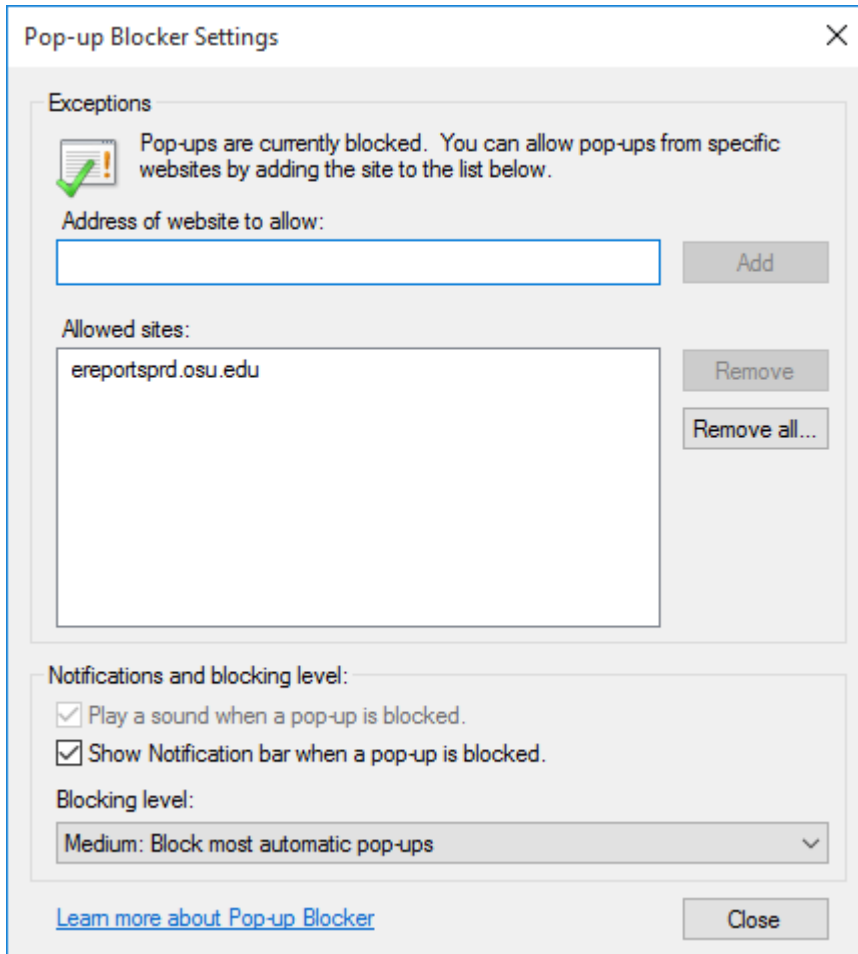 Pop-up Blocker Settings
Exceptions
Pop-ups are currently blocked.  You can allow pop-ups from specific
websites by adding the site to the list below.
Address of website to allow:
Add
Allowed sites:
ereportsprd.osu.edu
Remove
Remove all...
Notifications and blocking level:
Play a sound when a pop-up is blocked.
Show Notification bar when a pop-up is blocked.
Blocking level:
Medium: Block most automatic pop-ups
Learn more about Pop-up Blocker
Close